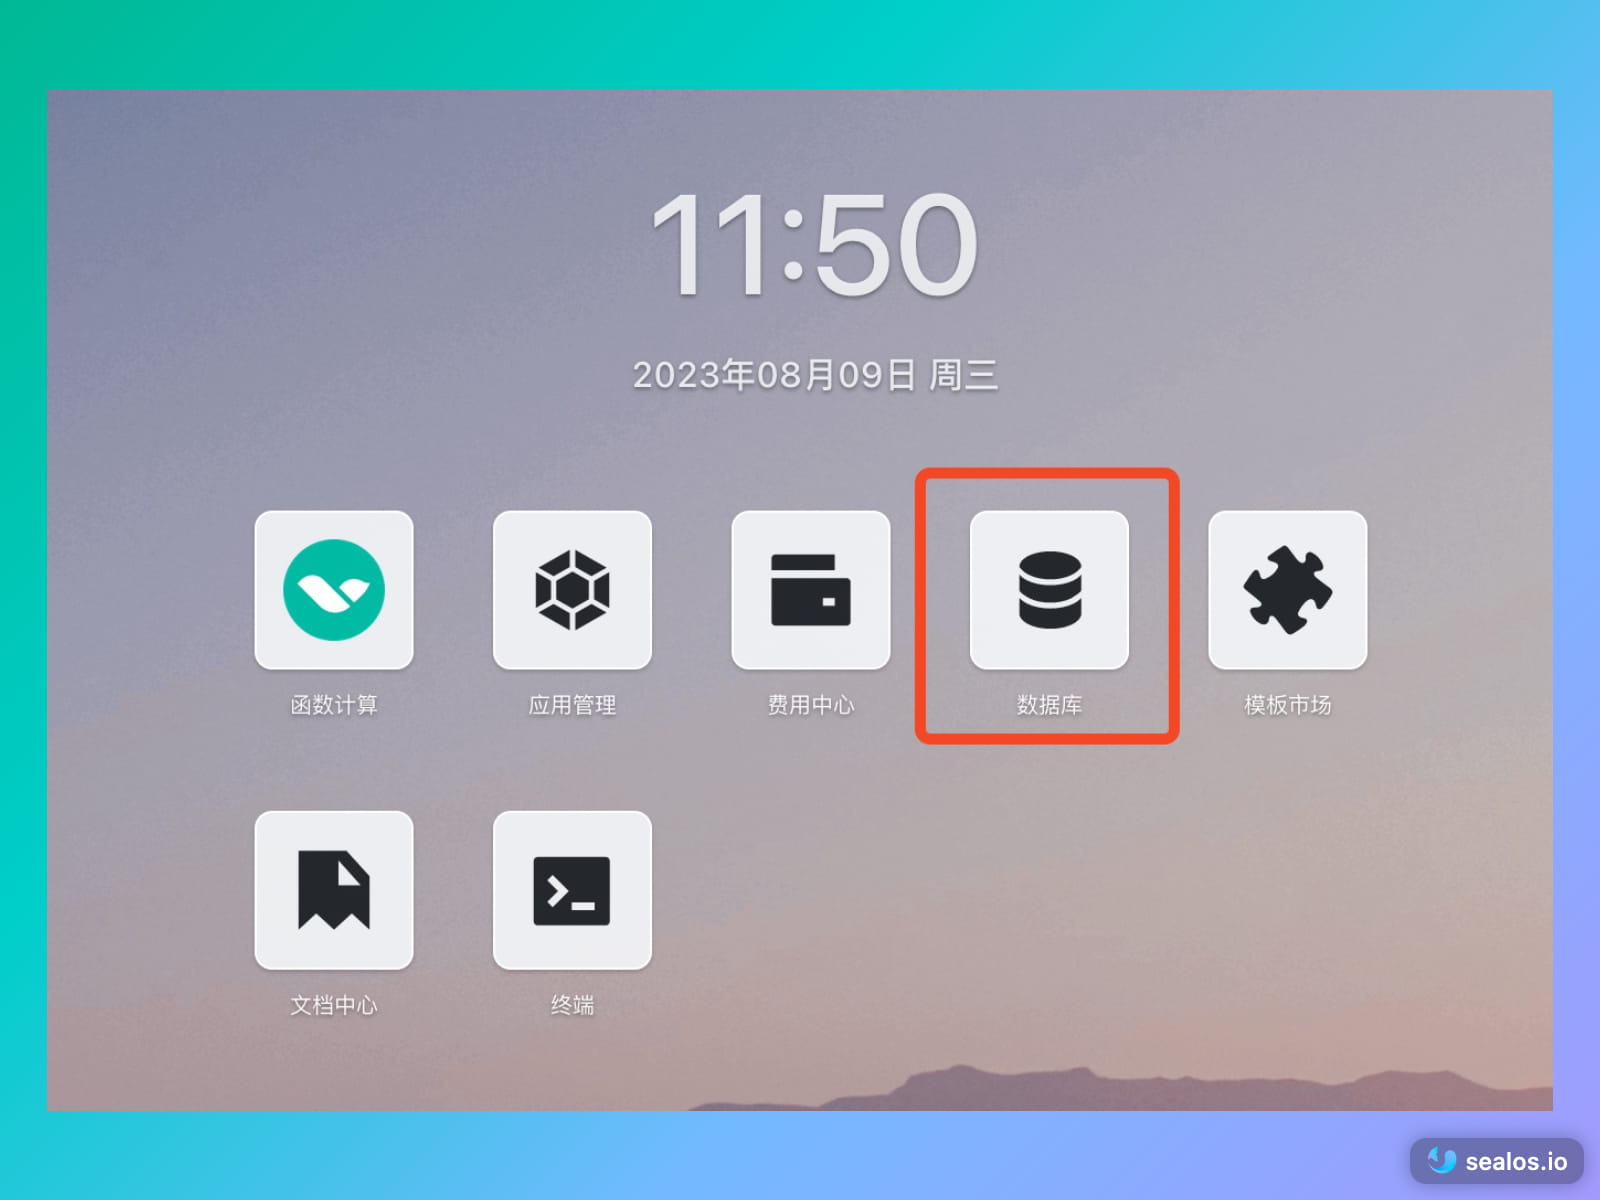 11:50
2023年08月09日 周三
函数计算
应用管理
费用中心
数据库
模板市场
文档中心
终端
sealos.io